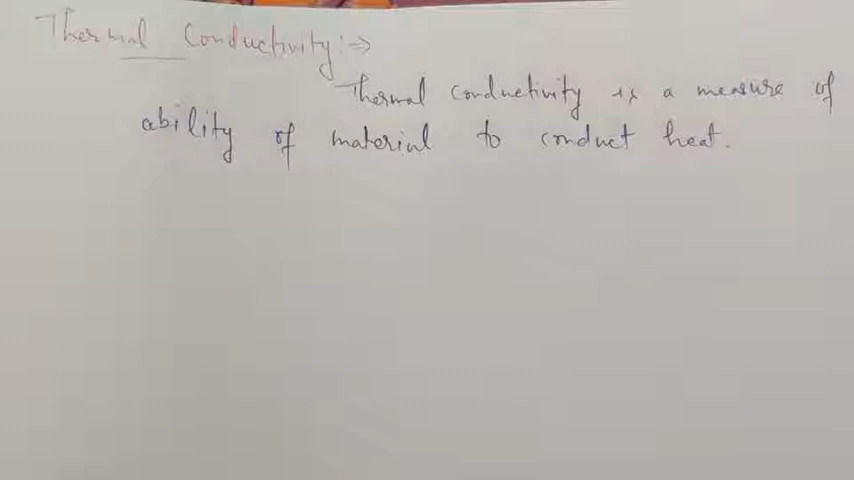 Thermal Conductivity :⇒
Thermal conductivity is a measure of
ability of material to conduct heat.